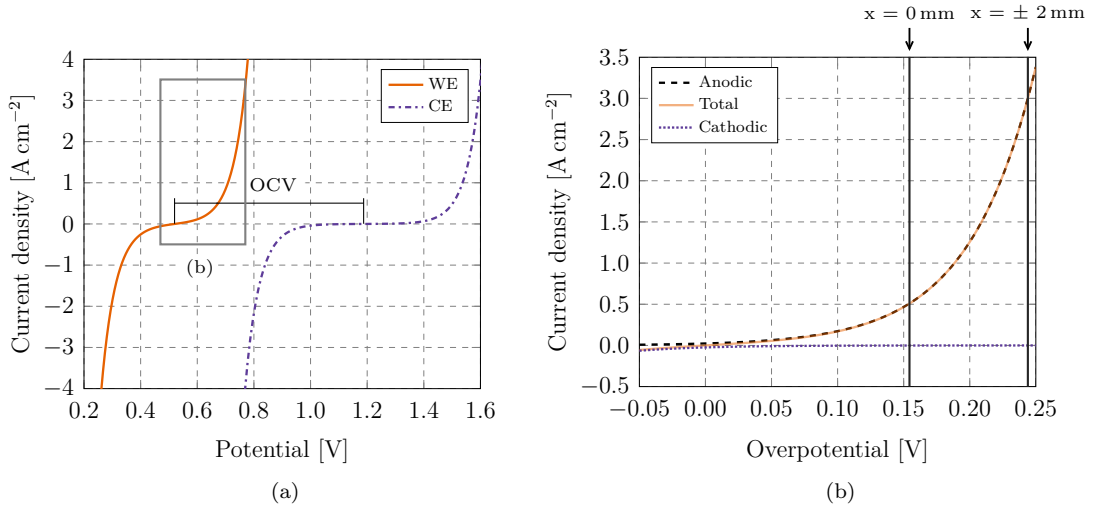 x = 0 mm
x = ± 2 mm
4
3
2
1
0
−1
−2
−3
−4
Current density [A cm⁻²]
WE
CE
OCV
(b)
0.2
0.4
0.6
0.8
1.0
1.2
1.4
1.6
Potential [V]
(a)
3.5
3.0
2.5
2.0
1.5
1.0
0.5
0.0
−0.5
Current density [A cm⁻²]
Anodic
Total
Cathodic
−0.05
0.00
0.05
0.10
0.15
0.20
0.25
Overpotential [V]
(b)